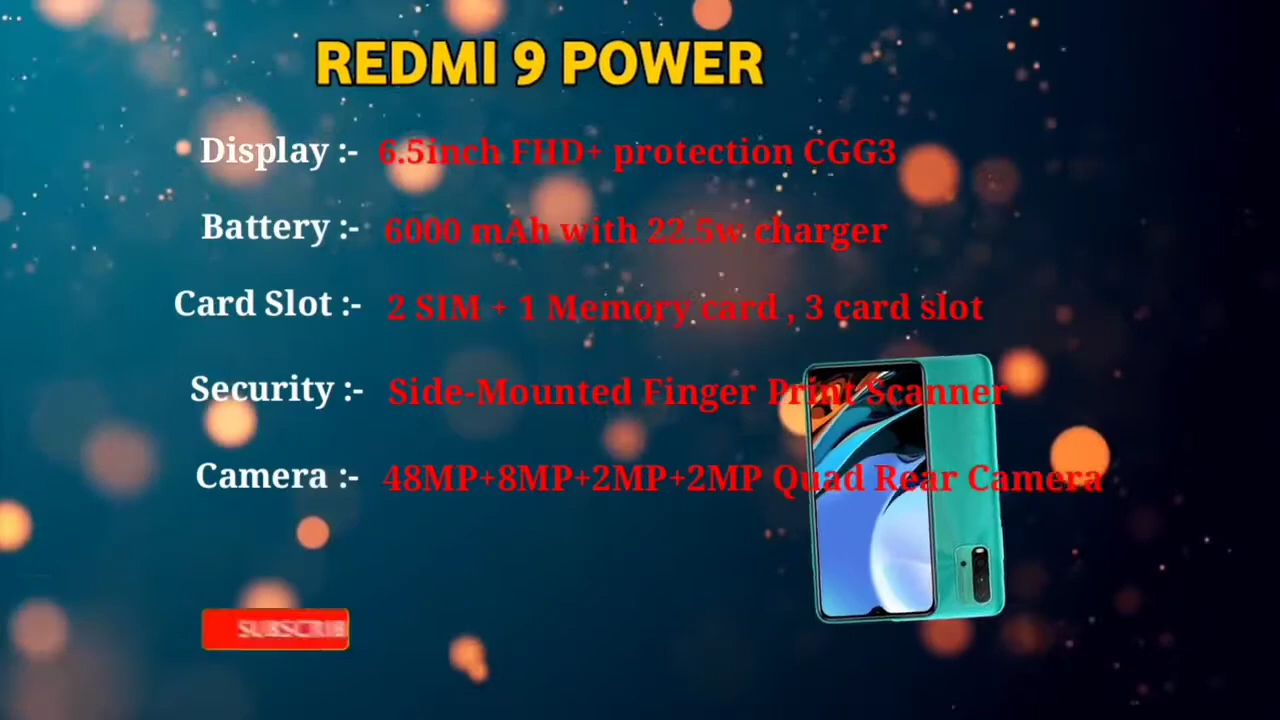 REDMI 9 POWER
Display :- 6.5inch FHD+ protection CGG3
Battery :- 6000 mAh with 22.5w charger
Card Slot :- 2 SIM + 1 Memory card , 3 card slot
Security :- Side-Mounted Finger Print Scanner
Camera :- 48MP+8MP+2MP+2MP Quad Rear Camera
SUBSCRIB